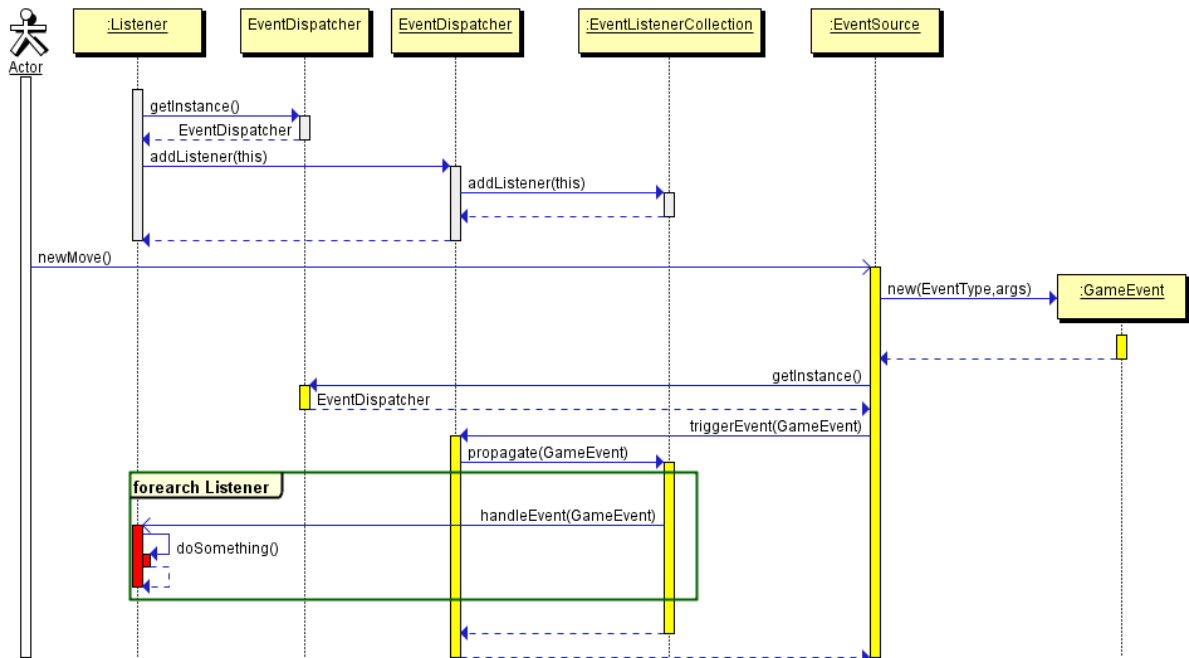 :Listener
EventDispatcher
EventDispatcher
:EventListenerCollection
:EventSource
Actor
getInstance()
EventDispatcher
addListener(this)
addListener(this)
newMove()
new(EventType,args)
:GameEvent
getInstance()
EventDispatcher
triggerEvent(GameEvent)
propagate(GameEvent)
forearch Listener
handleEvent(GameEvent)
doSomething()